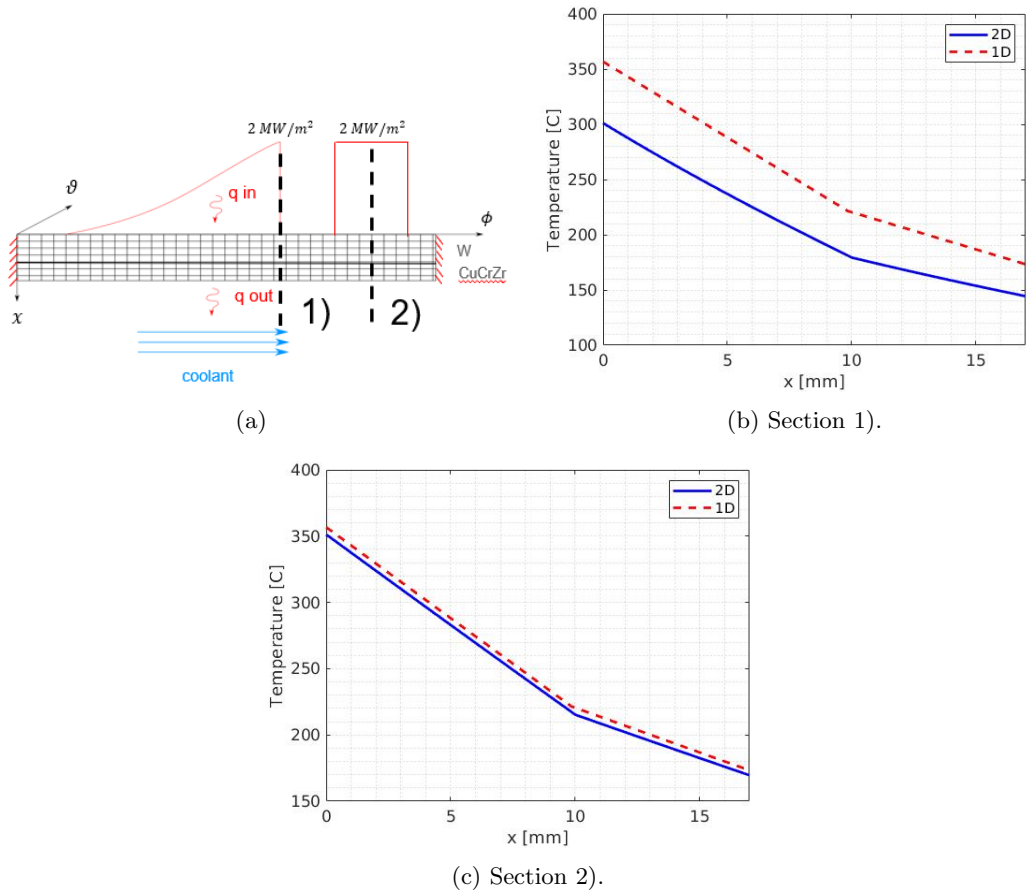 2 MW/m²
2 MW/m²
ϑ
q in
ϕ
W
CuCrZr
q out
x
1)
2)
coolant
(a)
400
350
300
250
200
150
100
Temperature [C]
2D
1D
0
5
10
15
x [mm]
(b) Section 1).
400
350
300
250
200
150
Temperature [C]
2D
1D
0
5
10
15
x [mm]
(c) Section 2).